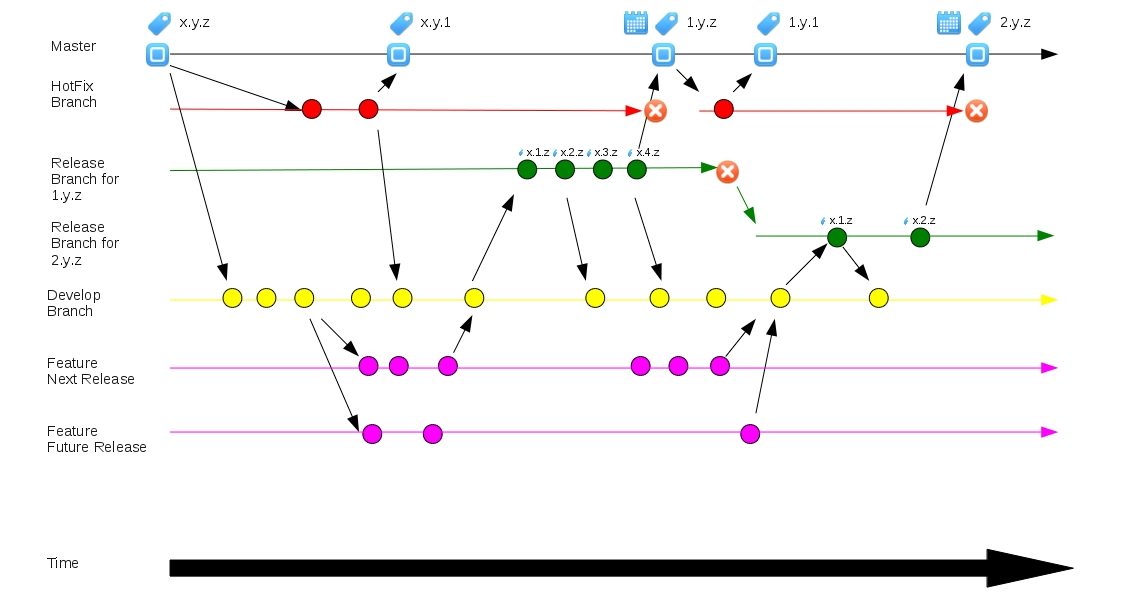 x.y.z
x.y.1
1.y.z
1.y.1
2.y.z
Master
HotFix
Branch
x.1.z
x.2.z
x.3.z
x.4.z
Release
Branch for
1.y.z
x.1.z
x.2.z
Release
Branch for
2.y.z
Develop
Branch
Feature
Next Release
Feature
Future Release
Time